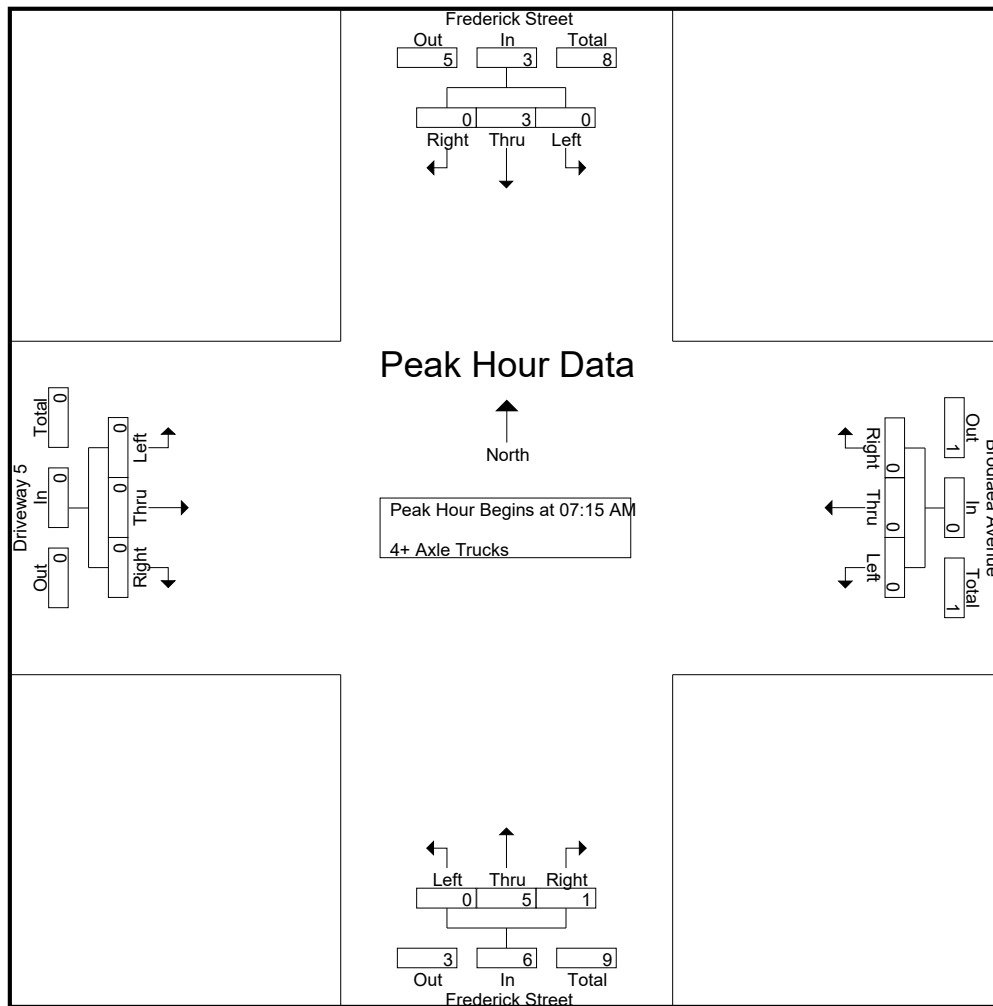 Frederick Street
Out In Total
5 3 8
0 3 0
Right Thru Left
Peak Hour Data
North
Peak Hour Begins at 07:15 AM
4+ Axle Trucks
Driveway 5
Out In Total
0 0 0
0 0 0
Right Thru Left
Avenue
Out In Total
1 0 1
0 0 0
Right Thru Left
Left Thru Right
0 5 1
3 6 9
Out In Total
Frederick Street